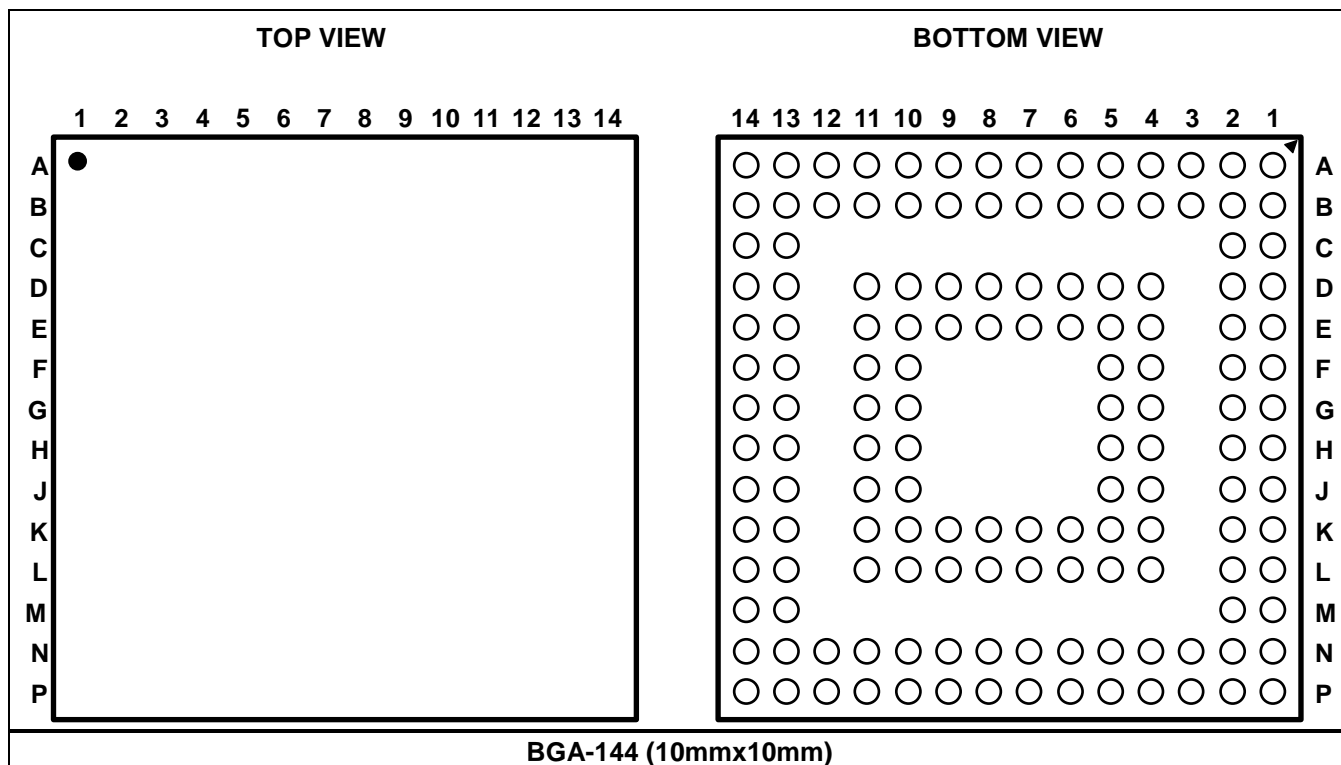 TOP VIEW BOTTOM VIEW
1 2 3 4 5 6 7 8 9 10 11 12 13 14 14 13 12 11 10 9 8 7 6 5 4 3 2 1
A A
B B
C C
D D
E E
F F
G G
H H
J J
K K
L L
M M
N N
P P
BGA-144 (10mmx10mm)